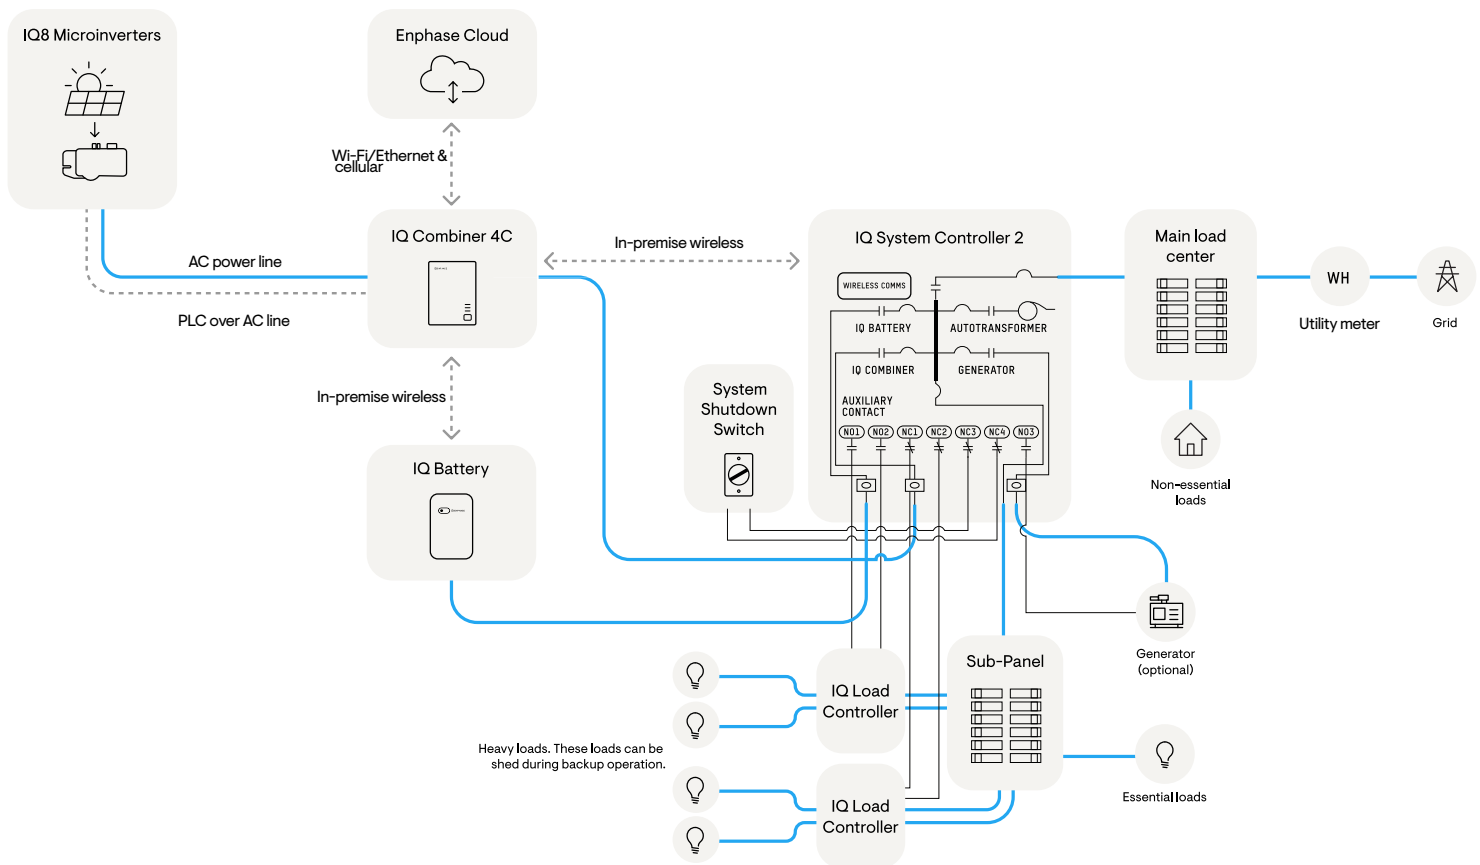 IQ8 Microinverters
Enphase Cloud
Wi-Fi/Ethernet &
cellular
IQ Combiner 4C
In-premise wireless
IQ System Controller 2
Main load
center
AC power line
PLC over AC line
WIRELESS COMMS
WH
Utility meter
Grid
IQ BATTERY
AUTOTRANSFORMER
IQ COMBINER
GENERATOR
In-premise wireless
System
Shutdown
Switch
AUXILIARY
CONTACT
NO1
NO2
NC1
NC2
NC3
NC4
NO3
IQ Battery
Non-essential
loads
Generator
(optional)
Sub-Panel
IQ Load
Controller
Heavy loads. These loads can be
shed during backup operation.
Essential loads
IQ Load
Controller